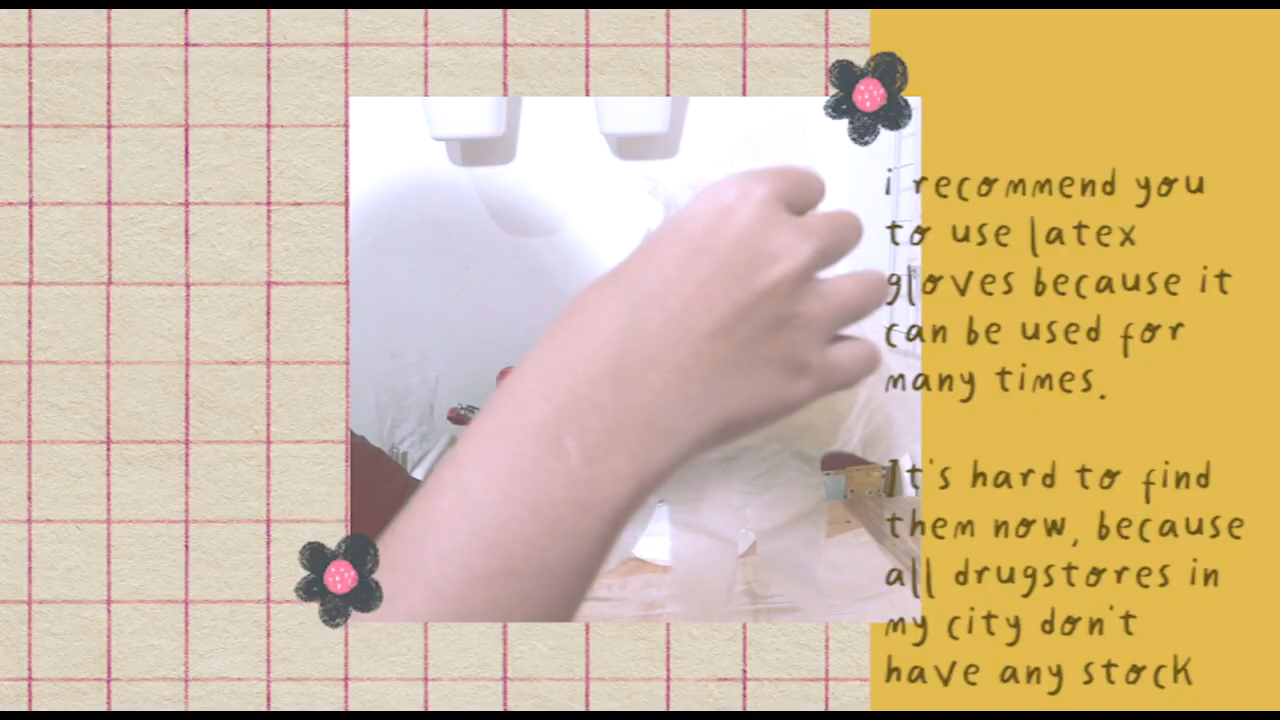 i recommend you
to use latex
gloves because it
can be used for
many times.
It's hard to find
them now, because
all drugstores in
my city don't
have any stock